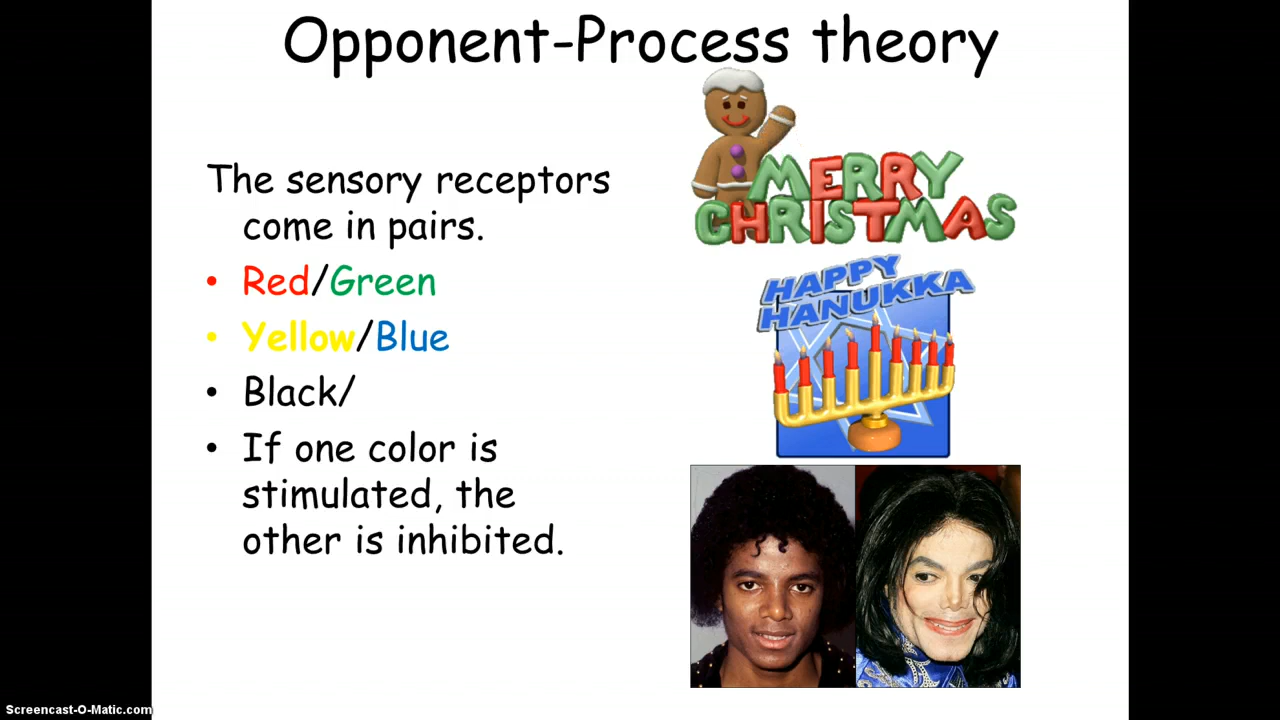 Opponent-Process theory
The sensory receptors
come in pairs.
• Red/Green
• Yellow/Blue
• Black/
• If one color is
stimulated, the
other is inhibited.
MERRY
CHRISTMAS
HAPPY
HANUKKA
Screencast-O-Matic.com